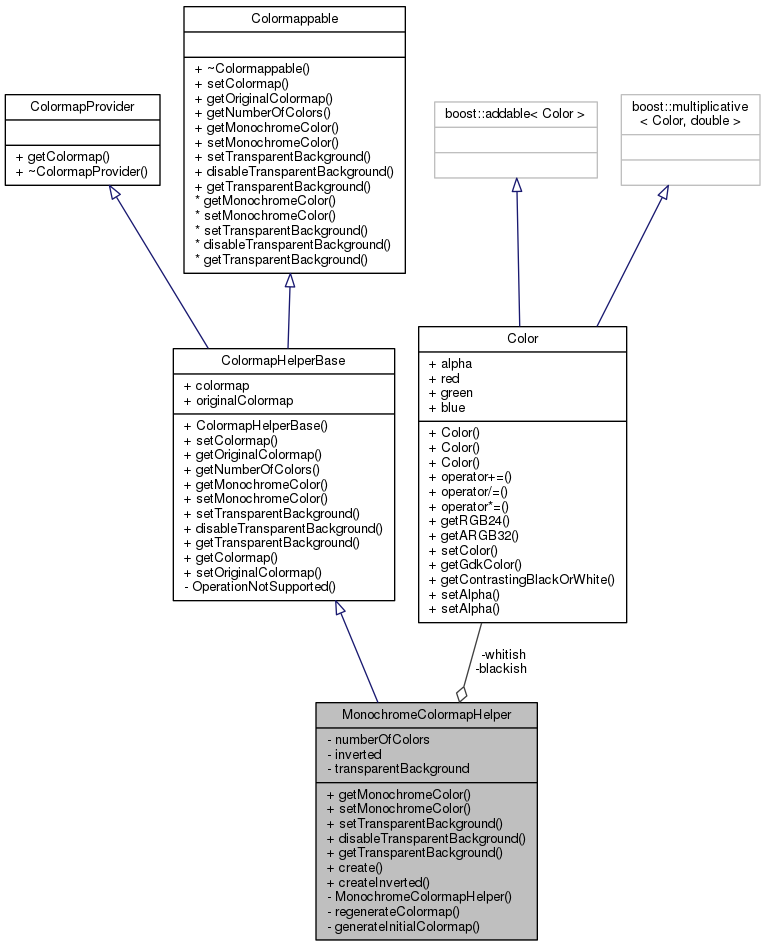 Colormappable
+ ~Colormappable()
+ setColormap()
+ getOriginalColormap()
+ getNumberOfColors()
+ getMonochromeColor()
+ setMonochromeColor()
+ setTransparentBackground()
+ disableTransparentBackground()
+ getTransparentBackground()
* getMonochromeColor()
* setMonochromeColor()
* setTransparentBackground()
* disableTransparentBackground()
* getTransparentBackground()
ColormapProvider
+ getColormap()
+ ~ColormapProvider()
boost::addable< Color >
boost::multiplicative
< Color, double >
ColormapHelperBase
+ colormap
+ originalColormap
+ ColormapHelperBase()
+ setColormap()
+ getOriginalColormap()
+ getNumberOfColors()
+ getMonochromeColor()
+ setMonochromeColor()
+ setTransparentBackground()
+ disableTransparentBackground()
+ getTransparentBackground()
+ getColormap()
+ setOriginalColormap()
- OperationNotSupported()
Color
+ alpha
+ red
+ green
+ blue
+ Color()
+ Color()
+ Color()
+ operator+=()
+ operator/=()
+ operator*=()
+ getRGB24()
+ getARGB32()
+ setColor()
+ getGdkColor()
+ getContrastingBlackOrWhite()
+ setAlpha()
+ setAlpha()
-whitish
-blackish
MonochromeColormapHelper
- numberOfColors
- inverted
- transparentBackground
+ getMonochromeColor()
+ setMonochromeColor()
+ setTransparentBackground()
+ disableTransparentBackground()
+ getTransparentBackground()
+ create()
+ createInverted()
- MonochromeColormapHelper()
- regenerateColormap()
- generateInitialColormap()